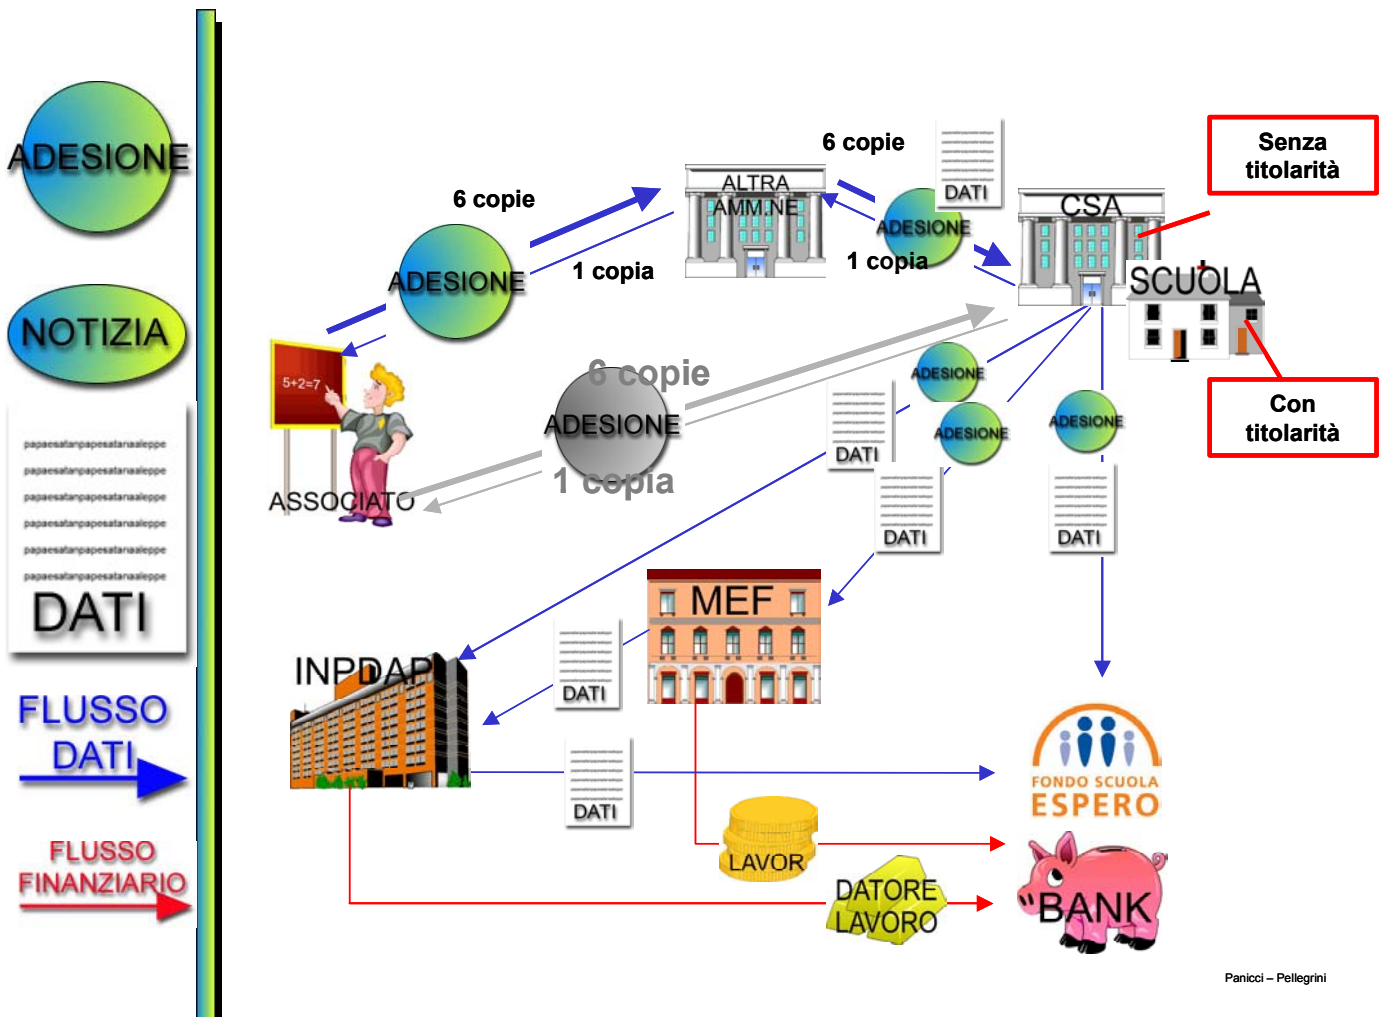 ADESIONE
NOTIZIA
papaesatanpapesatanaaleppe
papaesatanpapesatanaaleppe
papaesatanpapesatanaaleppe
papaesatanpapesatanaaleppe
papaesatanpapesatanaaleppe
papaesatanpapesatanaaleppe
DATI
FLUSSO
DATI
FLUSSO
FINANZIARIO
6 copie
ADESIONE
1 copia
ALTRA
AMM.NE
6 copie
DATI
ADESIONE
1 copia
CSA
SCUOLA
Senza
titolarità
Con
titolarità
5+2=7
ASSOCIATO
6 copie
ADESIONE
1 copia
ADESIONE
DATI
ADESIONE
DATI
ADESIONE
DATI
MEF
INPDAP
DATI
DATI
FONDO SCUOLA
ESPERO
LAVOR
DATORE
LAVORO
BANK
Panicci – Pellegrini